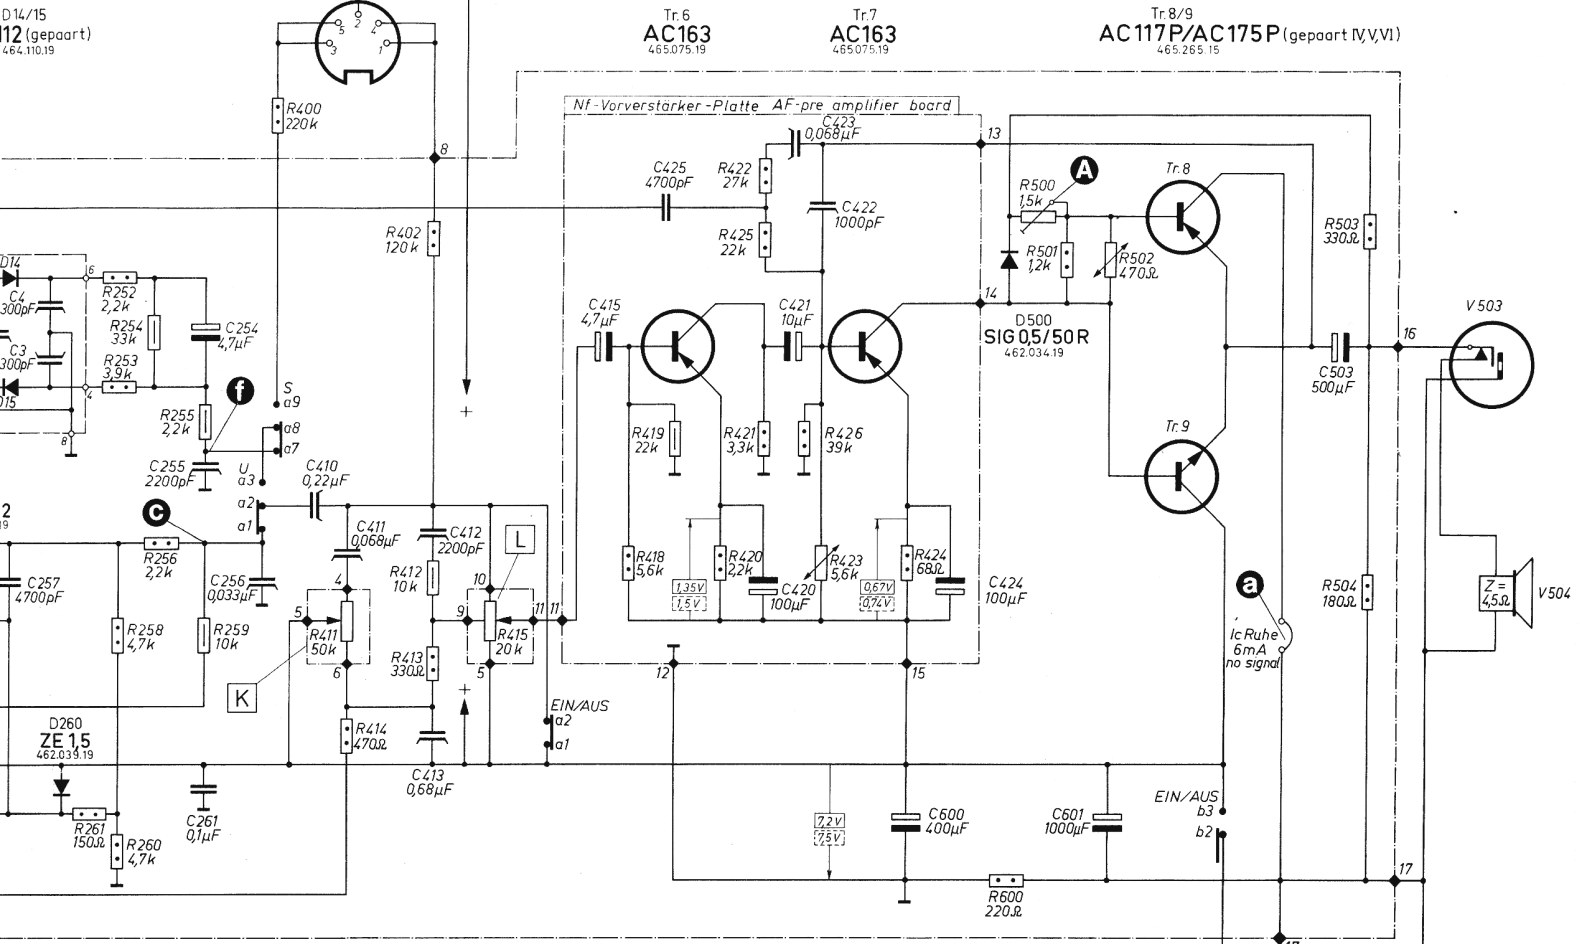 D14/15
112 (gepaart)
464.110.19
5
2
4
3
1
Tr.6
AC163
465.075.19
Tr.7
AC163
465.075.19
Tr.8/9
AC117P/AC175P (gepaart IV,V,VI)
465.265.15
R400
220k
8
Nf-Vorverstärker-Platte AF-pre amplifier board
C423
0,068µF
13
C425
4700pF
R422
27k
C422
1000pF
R425
22k
R500
1,5k
A
Tr.8
R503
330Ω
R402
120k
R501
1,2k
R502
470Ω
D14
C4
300pF
6
R252
2,2k
R254
33k
C254
4,7µF
C3
300pF
R253
3,9k
D15
4
8
C415
4,7µF
C421
10µF
14
D500
SIG 0,5/50R
462.034.19
V503
16
C503
500µF
f
S
a9
a8
a7
R255
2,2k
C255
2200pF
U
a3
a2
a1
C410
0,22µF
R419
22k
R421
3,3k
R426
39k
Tr.9
2
19
C
R256
2,2k
C256
0,033µF
C257
4700pF
C411
0,068µF
C412
2200pF
L
R412
10k
4
10
5
R411
50k
6
9
R415
20k
5
11
11
R413
330Ω
R258
4,7k
R259
10k
K
+
+
R418
5,6k
1,35V
1,5V
R420
2,2k
C420
100µF
R423
5,6k
0,67V
0,74V
R424
68Ω
C424
100µF
12
15
a
Ic Ruhe
6mA
no signal
R504
180Ω
Z=
4,5Ω
V504
D260
ZE 1,5
462.039.19
R414
470Ω
C413
0,68µF
EIN/AUS
a2
a1
R261
150Ω
R260
4,7k
C261
0,1µF
7,2V
7,5V
C600
400µF
C601
1000µF
R600
220Ω
EIN/AUS
b3
b2
17
17